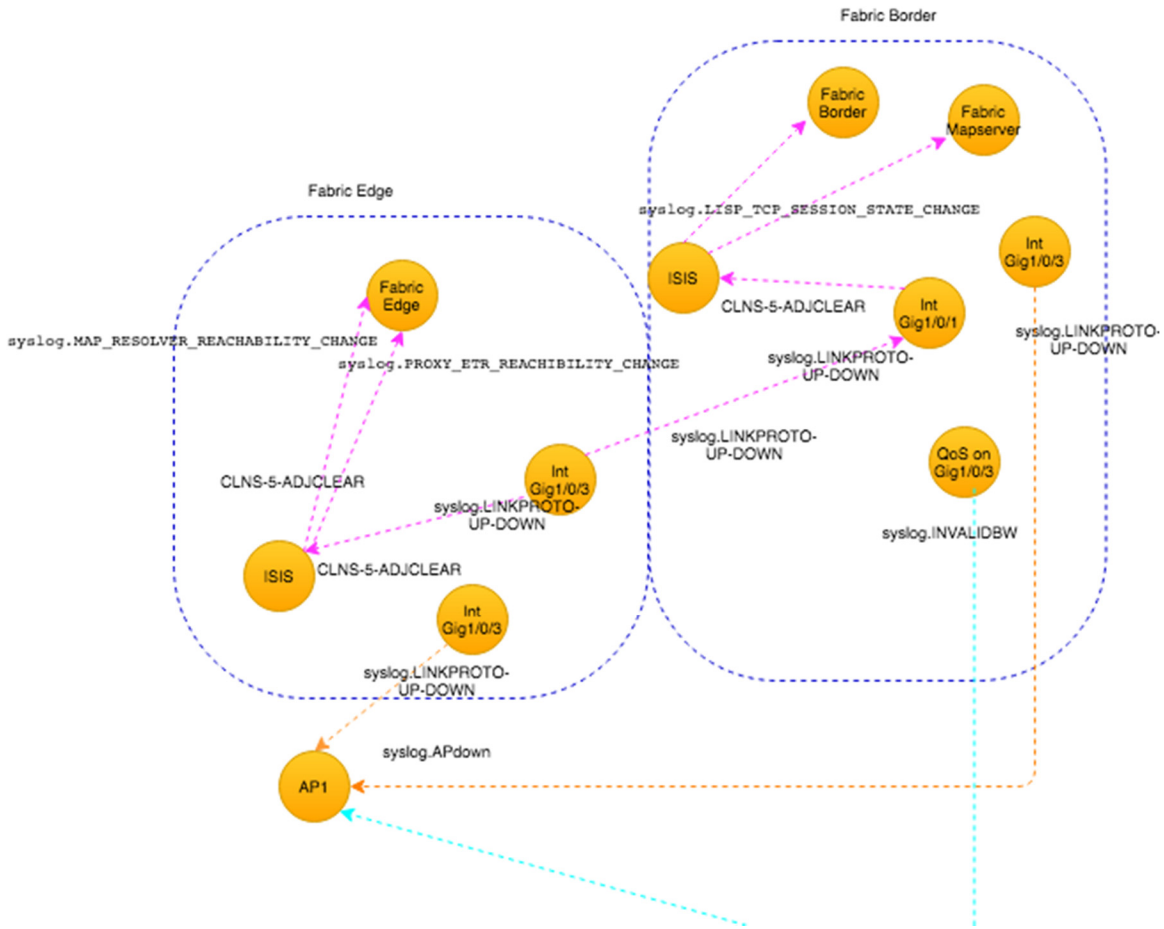 Fabric Border
Fabric
Border
Fabric
Mapserver
Fabric Edge
syslog.LISP_TCP_SESSION_STATE_CHANGE
Int
Gig1/0/3
ISIS
Fabric
Edge
CLNS-5-ADJCLEAR
Int
Gig1/0/1
syslog.MAP_RESOLVER_REACHABILITY_CHANGE
syslog.LINKPROTO-
UP-DOWN
syslog.PROXY_ETR_REACHIBILITY_CHANGE
syslog.LINKPROTO-
UP-DOWN
syslog.LINKPROTO-
UP-DOWN
QoS on
Gig1/0/3
CLNS-5-ADJCLEAR
Int
Gig1/0/3
syslog.LINKPROTO-
UP-DOWN
syslog.INVALIDBW
ISIS
CLNS-5-ADJCLEAR
Int
Gig1/0/3
syslog.LINKPROTO-
UP-DOWN
syslog.APdown
AP1